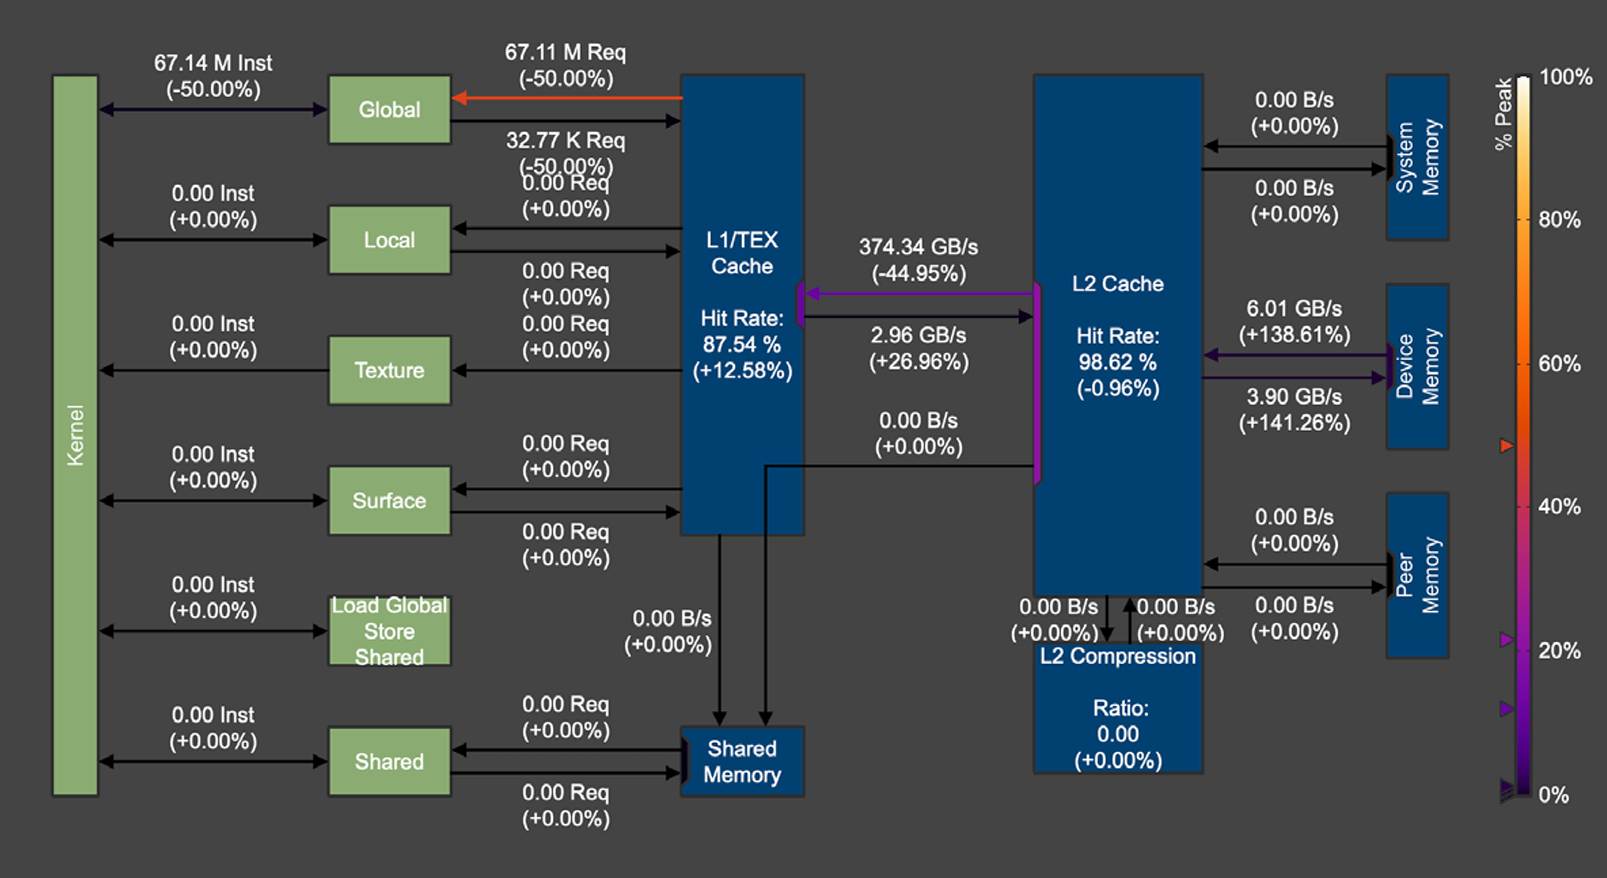 67.14 M Inst
(-50.00%)
67.11 M Req
(-50.00%)
Global
32.77 K Req
(-50.00%)
0.00 Inst
(+0.00%)
0.00 Req
(+0.00%)
Local
0.00 Req
(+0.00%)
0.00 Inst
(+0.00%)
0.00 Req
(+0.00%)
Texture
Kernel
0.00 Inst
(+0.00%)
0.00 Req
(+0.00%)
Surface
0.00 Req
(+0.00%)
0.00 Inst
(+0.00%)
Load Global
Store
Shared
0.00 Inst
(+0.00%)
0.00 Req
(+0.00%)
Shared
0.00 Req
(+0.00%)
L1/TEX
Cache
Hit Rate:
87.54 %
(+12.58%)
0.00 B/s
(+0.00%)
Shared
Memory
374.34 GB/s
(-44.95%)
2.96 GB/s
(+26.96%)
0.00 B/s
(+0.00%)
L2 Cache
Hit Rate:
98.62 %
(-0.96%)
0.00 B/s
(+0.00%)
0.00 B/s
(+0.00%)
L2 Compression
Ratio:
0.00
(+0.00%)
0.00 B/s
(+0.00%)
0.00 B/s
(+0.00%)
System
Memory
6.01 GB/s
(+138.61%)
3.90 GB/s
(+141.26%)
Device
Memory
0.00 B/s
(+0.00%)
0.00 B/s
(+0.00%)
Peer
Memory
% Peak
100%
80%
60%
40%
20%
0%